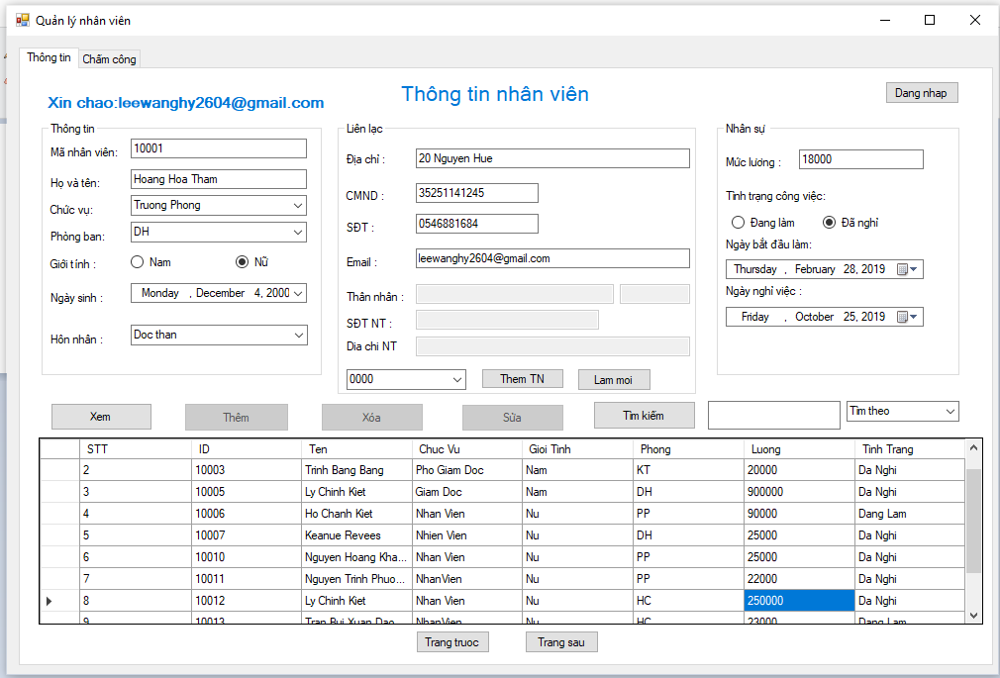 Quản lý nhân viên
Thông tin Chấm công
Xin chao:leewanghy2604@gmail.com
Thông tin nhân viên
Dang nhap
Thông tin
Mã nhân viên: 10001
Họ và tên: Hoang Hoa Tham
Chức vụ: Truong Phong
Phòng ban: DH
Giới tính : Nam Nữ
Ngày sinh : Monday , December 4, 2000
Hôn nhân : Doc than
Liên lạc
Địa chỉ : 20 Nguyen Hue
CMND : 35251141245
SĐT : 0546881684
Email : leewanghy2604@gmail.com
Thân nhân :
SĐT NT :
Dia chi NT
0000 Them TN Lam moi
Nhân sự
Mức lương : 18000
Tình trạng công việc:
Đang làm Đã nghỉ
Ngày bắt đầu làm:
Thursday , February 28, 2019
Ngày nghỉ việc :
Friday , October 25, 2019
Xem Thêm Xóa Sửa Tìm kiếm Tìm theo
STT ID Ten Chuc Vu Gioi Tinh Phong Luong Tinh Trang
2 10003 Trinh Bang Bang Pho Giam Doc Nam KT 20000 Da Nghi
3 10005 Ly Chinh Kiet Giam Doc Nam DH 900000 Da Nghi
4 10006 Ho Chanh Kiet Nhan Vien Nu PP 90000 Dang Lam
5 10007 Keanue Revees Nhien Vien Nu DH 25000 Da Nghi
6 10010 Nguyen Hoang Kha... Nhan Vien Nu PP 25000 Da Nghi
7 10011 Nguyen Trinh Phuo... NhanVien Nu PP 22000 Da Nghi
8 10012 Ly Chinh Kiet Nhan Vien Nu HC 250000 Da Nghi
9 10013 Tran Bui Xuan Dao NhanVien Nu HC 23000 Dang Lam
Trang truoc Trang sau